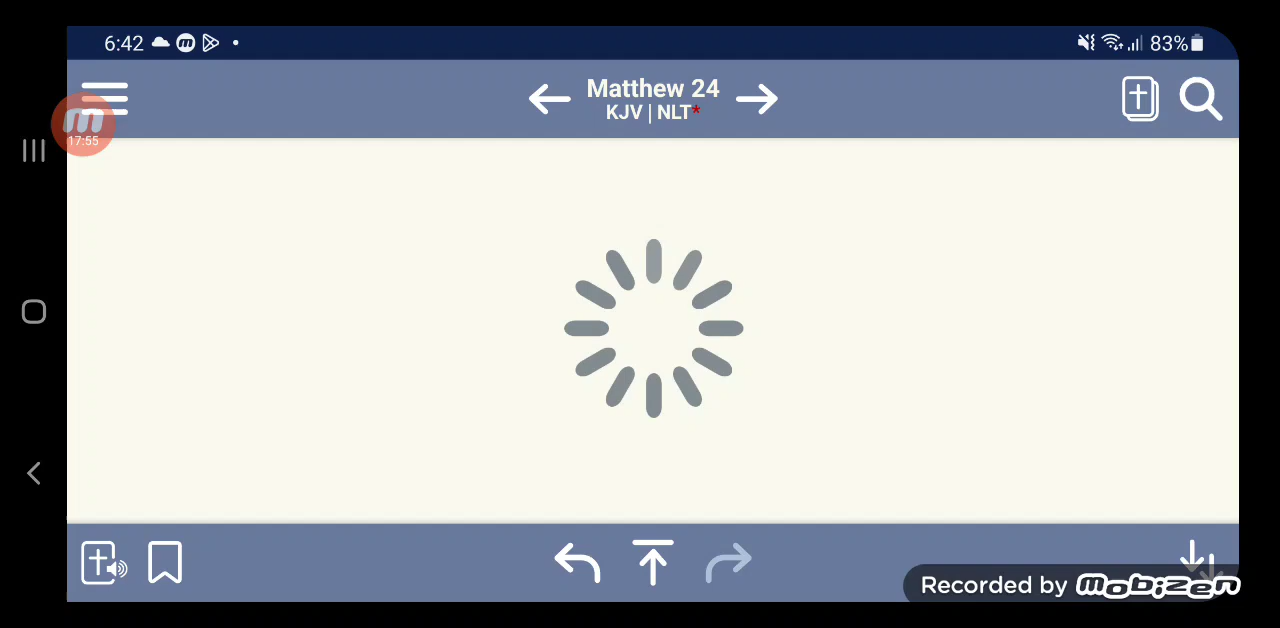 6:42
83%
Matthew 24
KJV | NLT*
m
17:55
Recorded by mobizen